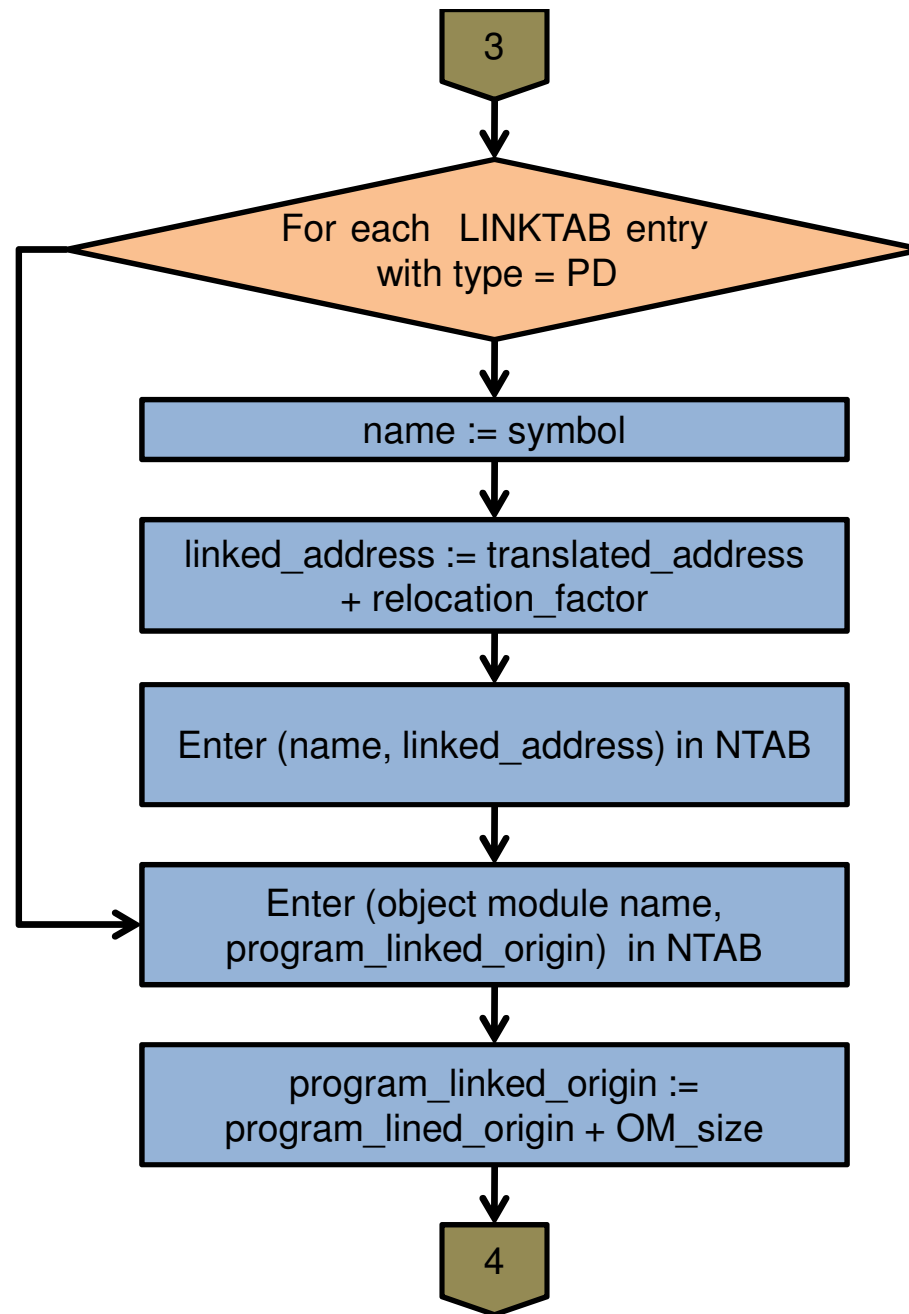 3
For each LINKTAB entry
with type = PD
name := symbol
linked_address := translated_address
+ relocation_factor
Enter (name, linked_address) in NTAB
Enter (object module name,
program_linked_origin) in NTAB
program_linked_origin :=
program_lined_origin + OM_size
4